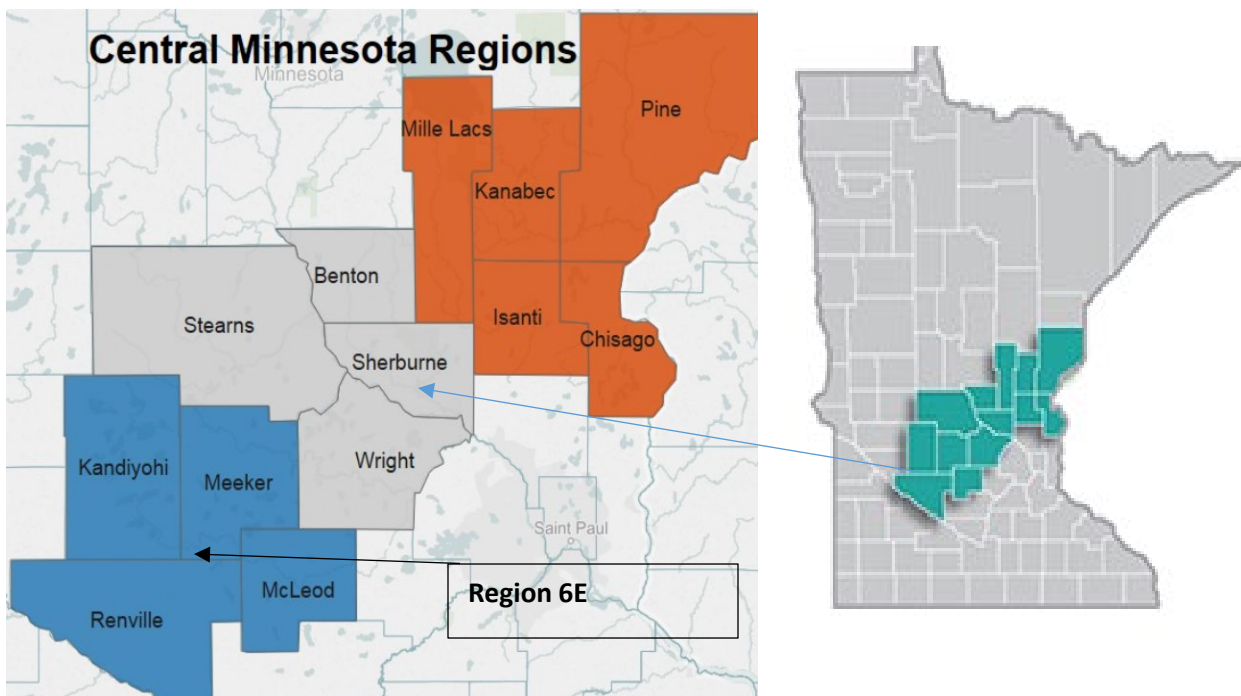 Central Minnesota Regions
Minnesota
Pine
Mille Lacs
Kanabec
Benton
Isanti
Stearns
Chisago
Sherburne
Wright
Kandiyohi
Meeker
Saint Paul
McLeod
Region 6E
Renville